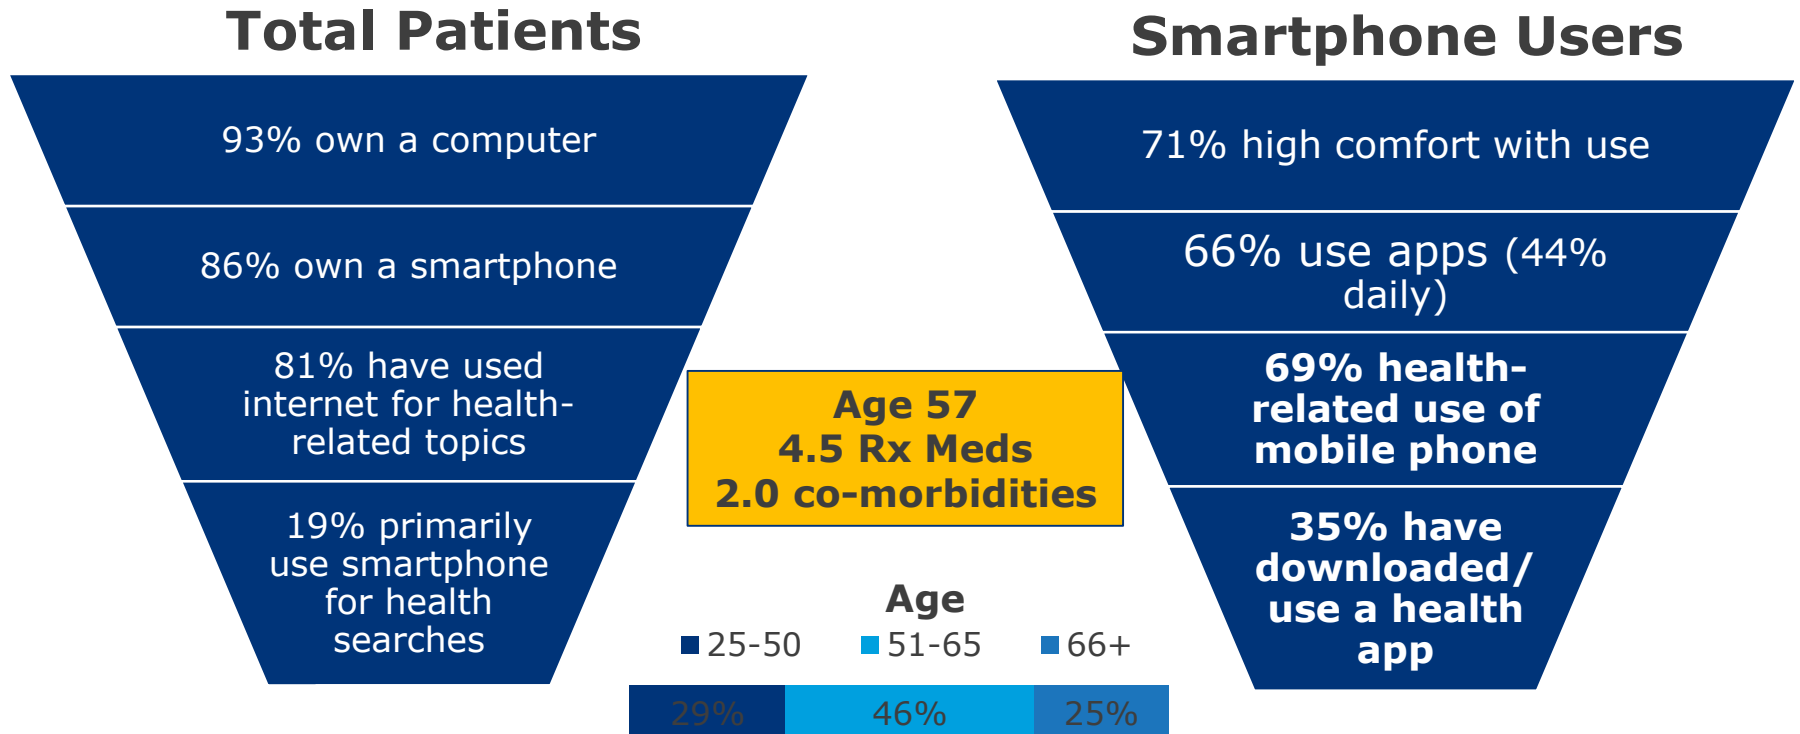 Total Patients
93% own a computer
86% own a smartphone
81% have used
internet for health-
related topics
19% primarily
use smartphone
for health
searches
Age 57
4.5 Rx Meds
2.0 co-morbidities
Age
25-50 51-65 66+
29% 46% 25%
Smartphone Users
71% high comfort with use
66% use apps (44%
daily)
69% health-
related use of
mobile phone
35% have
downloaded/
use a health
app